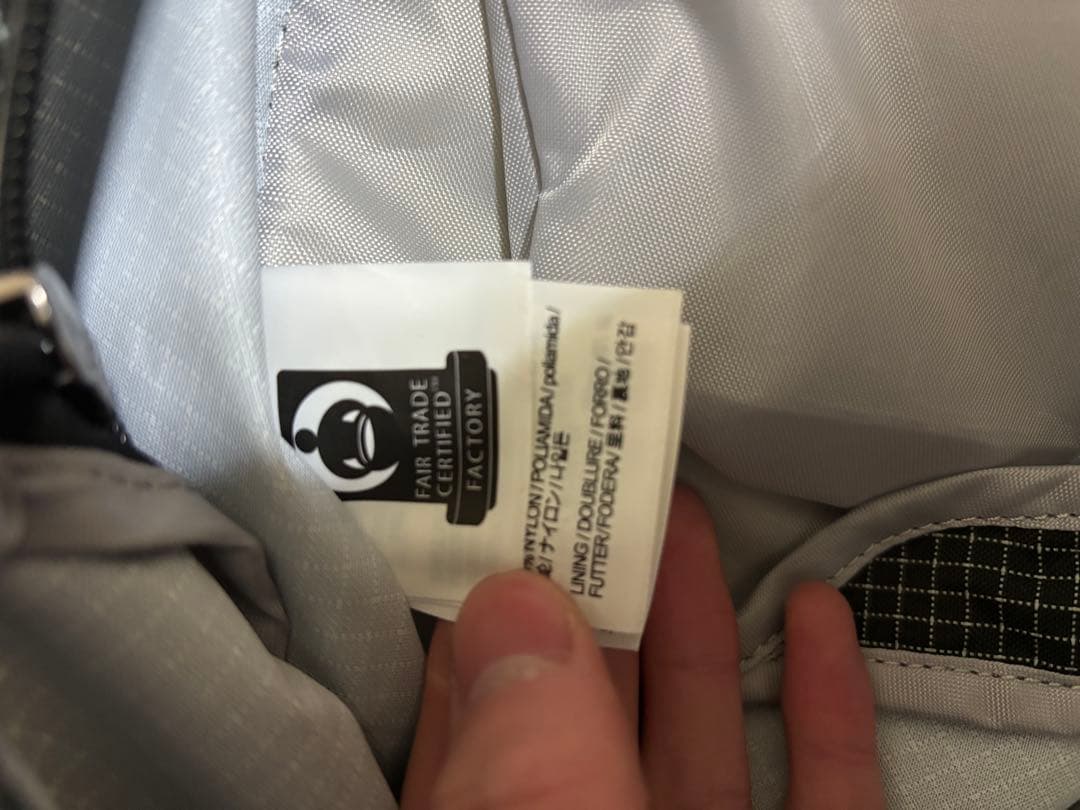 FAIR TRADE
CERTIFIED™
FACTORY
NYLON/POLIAMIDA/poliamida/
/ナイロン/나일론
LINING/DOUBLURE/FORRO/
FUTTER/FODERA/里料/裏地/안감